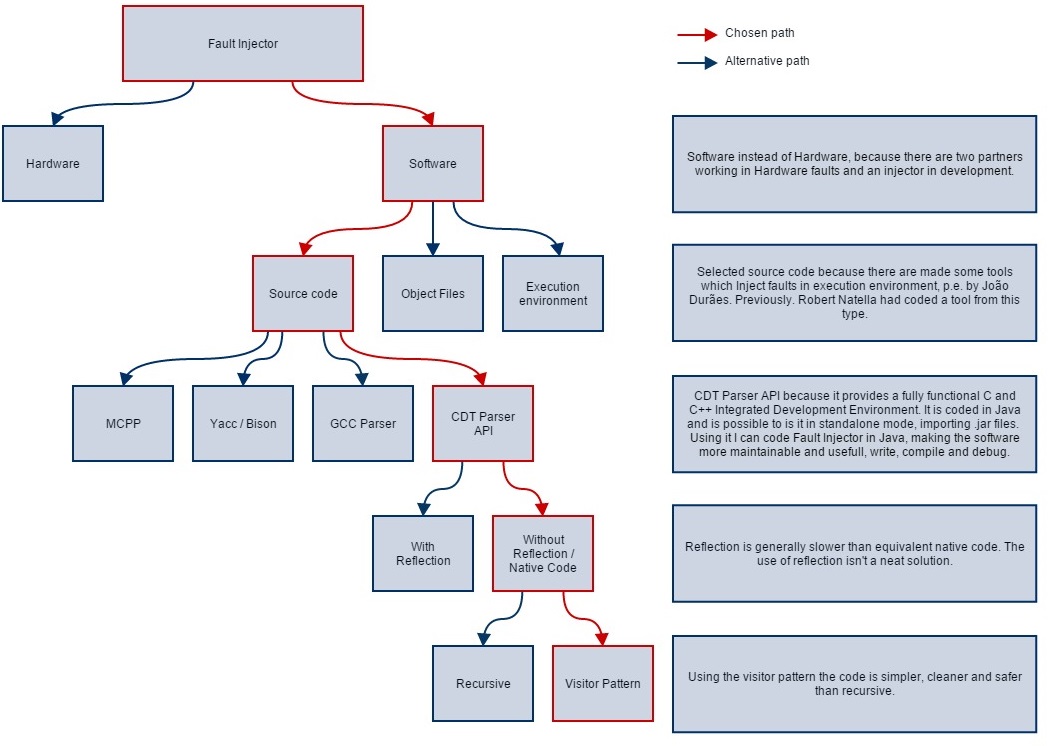 Fault Injector
Chosen path
Alternative path
Hardware
Software
Software instead of Hardware, because there are two partners
working in Hardware faults and an injector in development.
Source code
Object Files
Execution
environment
Selected source code because there are made some tools
which Inject faults in execution environment, p.e. by João
Durães. Previously. Robert Natella had coded a tool from this
type.
MCPP
Yacc / Bison
GCC Parser
CDT Parser
API
CDT Parser API because it provides a fully functional C and
C++ Integrated Development Environment. It is coded in Java
and is possible to is it in standalone mode, importing .jar files.
Using it I can code Fault Injector in Java, making the software
more maintainable and usefull, write, compile and debug.
With
Reflection
Without
Reflection /
Native Code
Reflection is generally slower than equivalent native code. The
use of reflection isn't a neat solution.
Recursive
Visitor Pattern
Using the visitor pattern the code is simpler, cleaner and safer
than recursive.